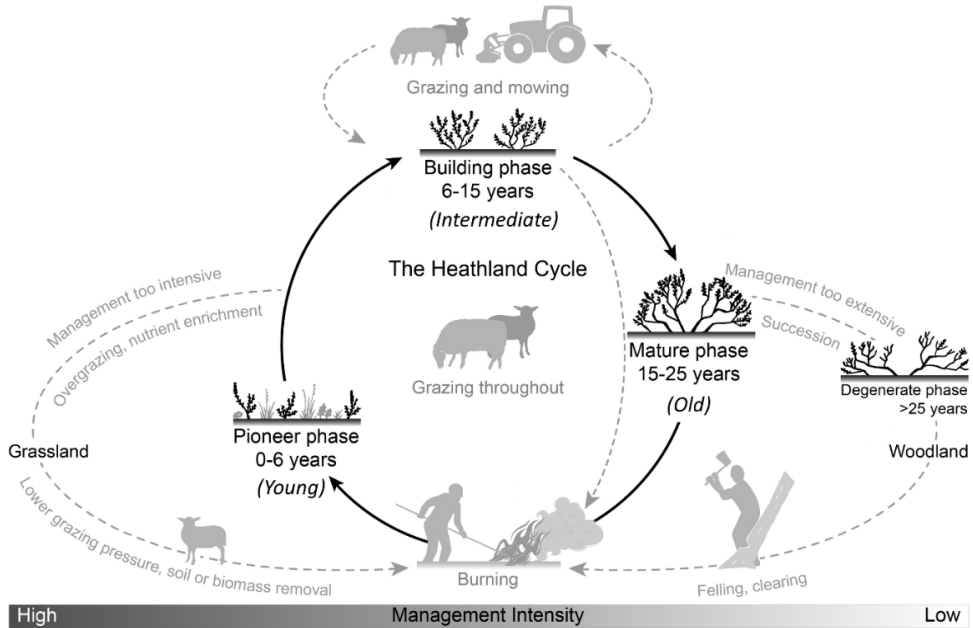 Grazing and mowing
Building phase
6-15 years
(Intermediate)
The Heathland Cycle
Grazing throughout
Management too intensive
Overgrazing, nutrient enrichment
Management too extensive
Succession
Mature phase
15-25 years
(Old)
Degenerate phase
>25 years
Pioneer phase
0-6 years
(Young)
Grassland
Woodland
Lower grazing pressure, soil or biomass removal
Burning
Felling, clearing
High
Management Intensity
Low